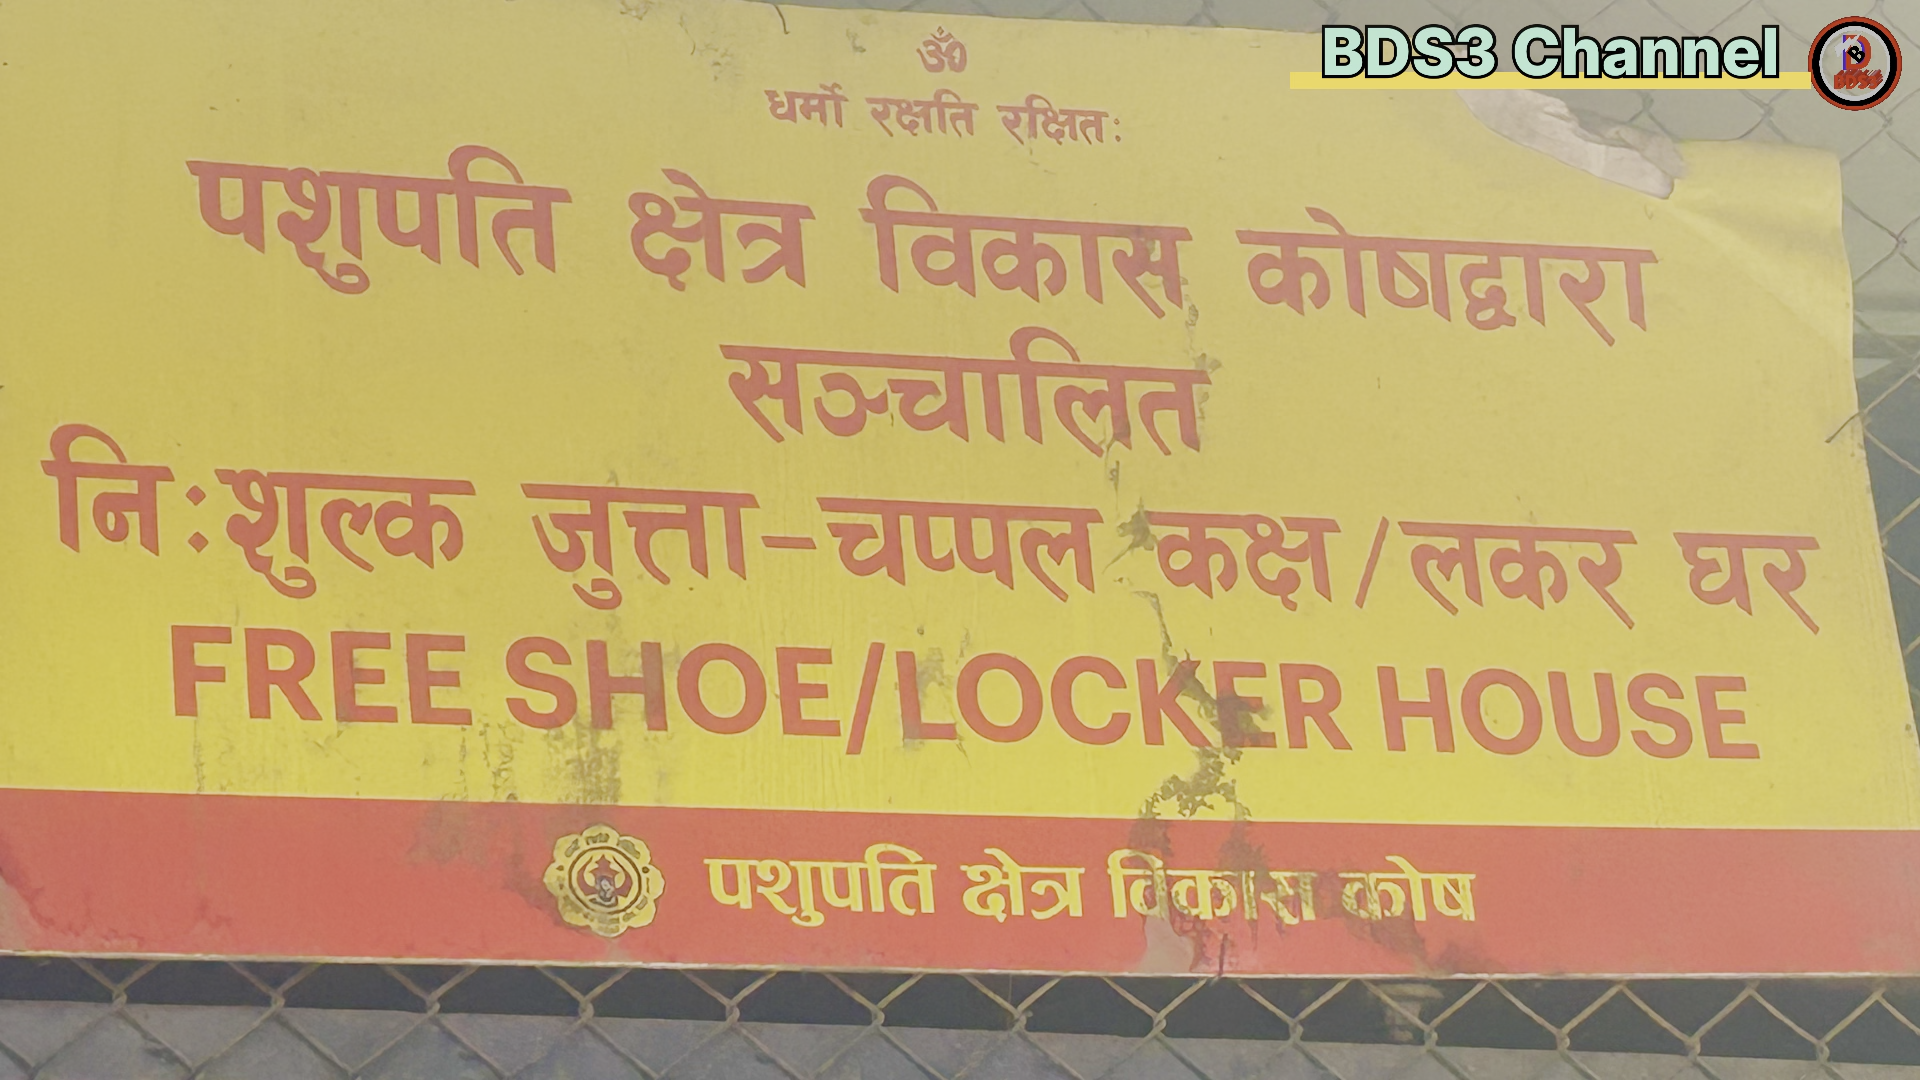 BDS3 Channel
ॐ
धर्मो रक्षति रक्षितः
पशुपति क्षेत्र विकास कोषद्वारा
सञ्चालित
निःशुल्क जुत्ता-चप्पल कक्ष/लकर घर
FREE SHOE/LOCKER HOUSE
पशुपति क्षेत्र विकास कोष